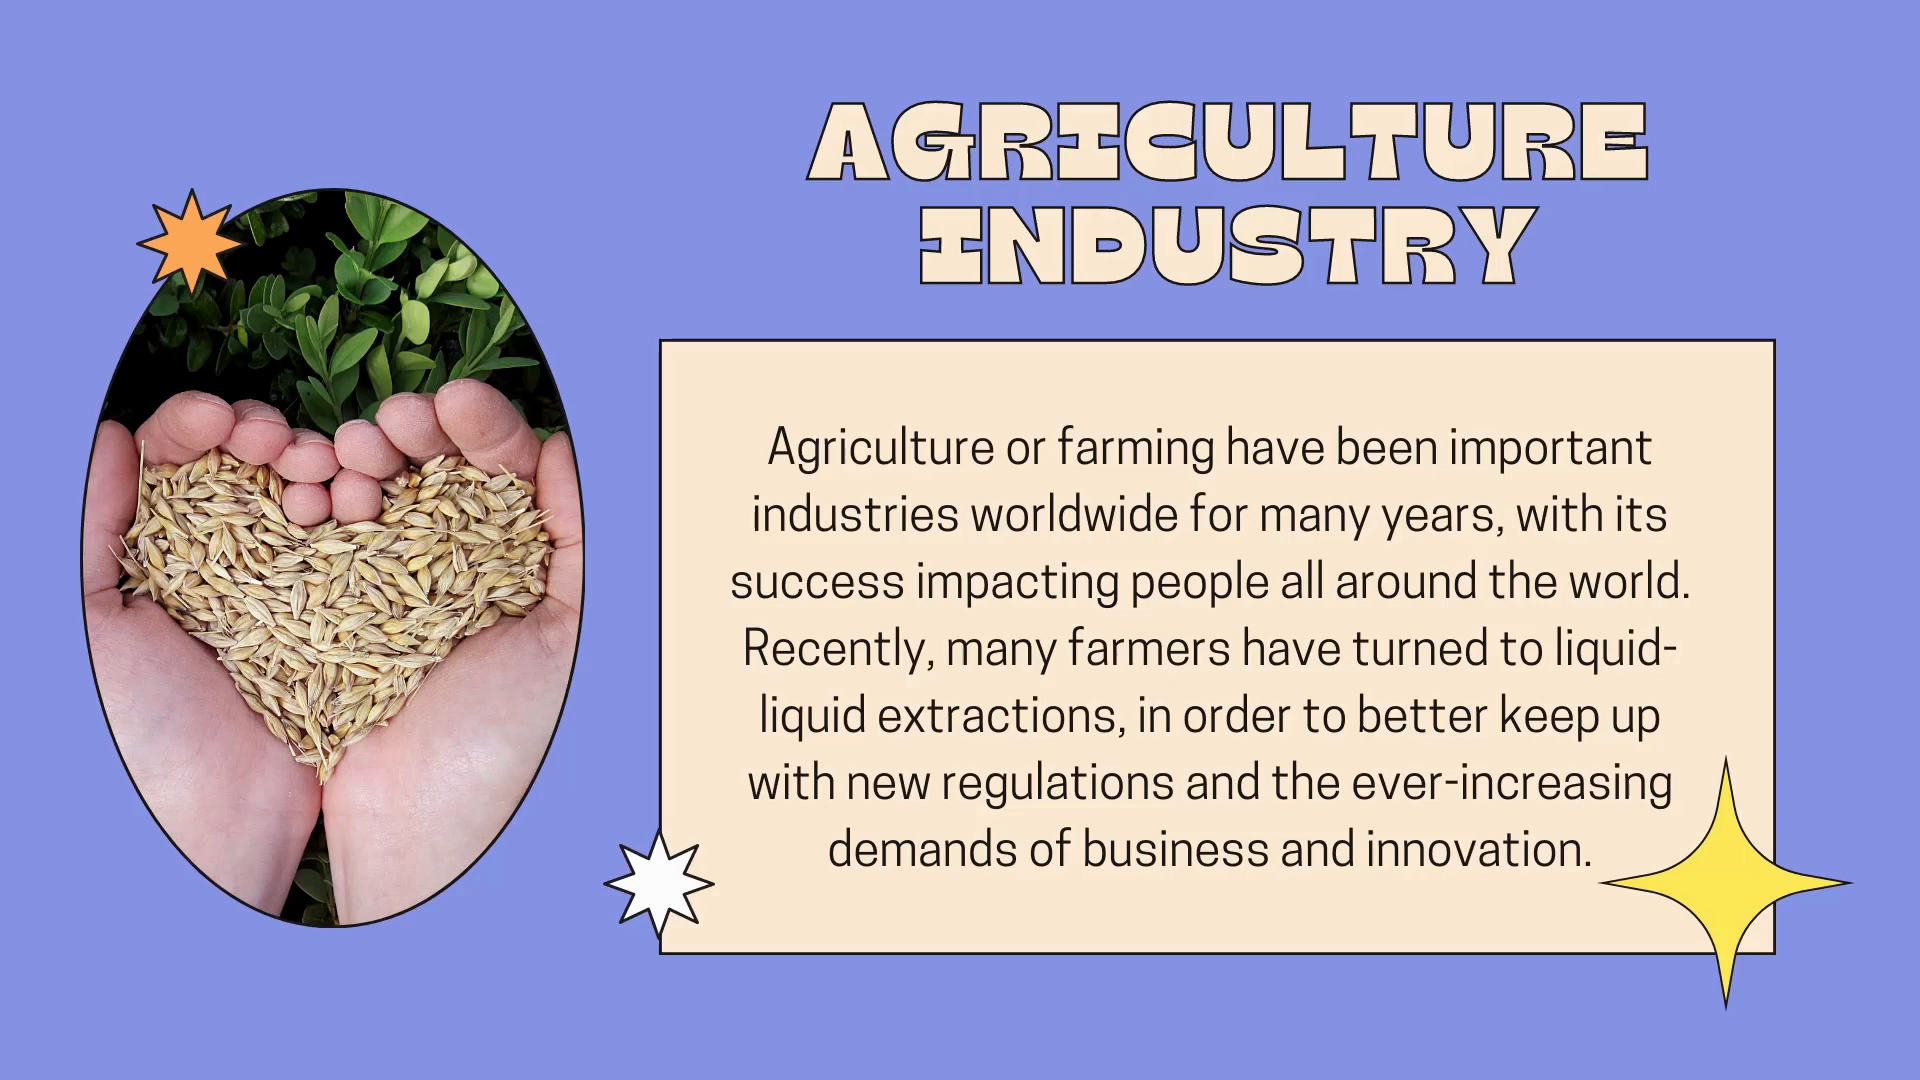 AGRICULTURE
INDUSTRY
Agriculture or farming have been important
industries worldwide for many years, with its
success impacting people all around the world.
Recently, many farmers have turned to liquid-
liquid extractions, in order to better keep up
with new regulations and the ever-increasing
demands of business and innovation.